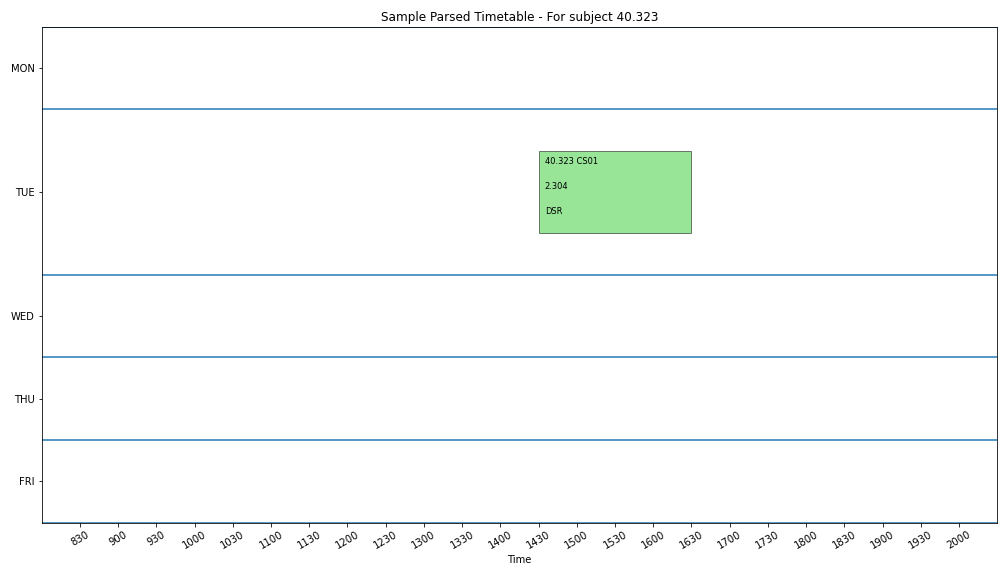 Sample Parsed Timetable - For subject 40.323
MON
TUE
40.323 CS01
2.304
DSR
WED
THU
FRI
830 900 930 1000 1030 1100 1130 1200 1230 1300 1330 1400 1430 1500 1530 1600 1630 1700 1730 1800 1830 1900 1930 2000
Time